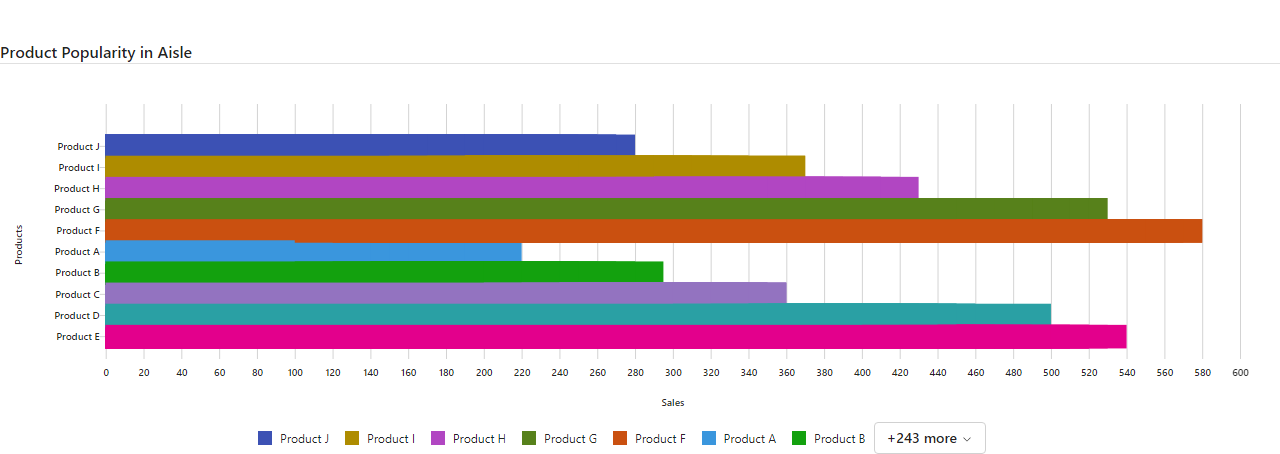 Product Popularity in Aisle
Products
Product J
Product I
Product H
Product G
Product F
Product A
Product B
Product C
Product D
Product E
0 20 40 60 80 100 120 140 160 180 200 220 240 260 280 300 320 340 360 380 400 420 440 460 480 500 520 540 560 580 600
Sales
Product J Product I Product H Product G Product F Product A Product B +243 more